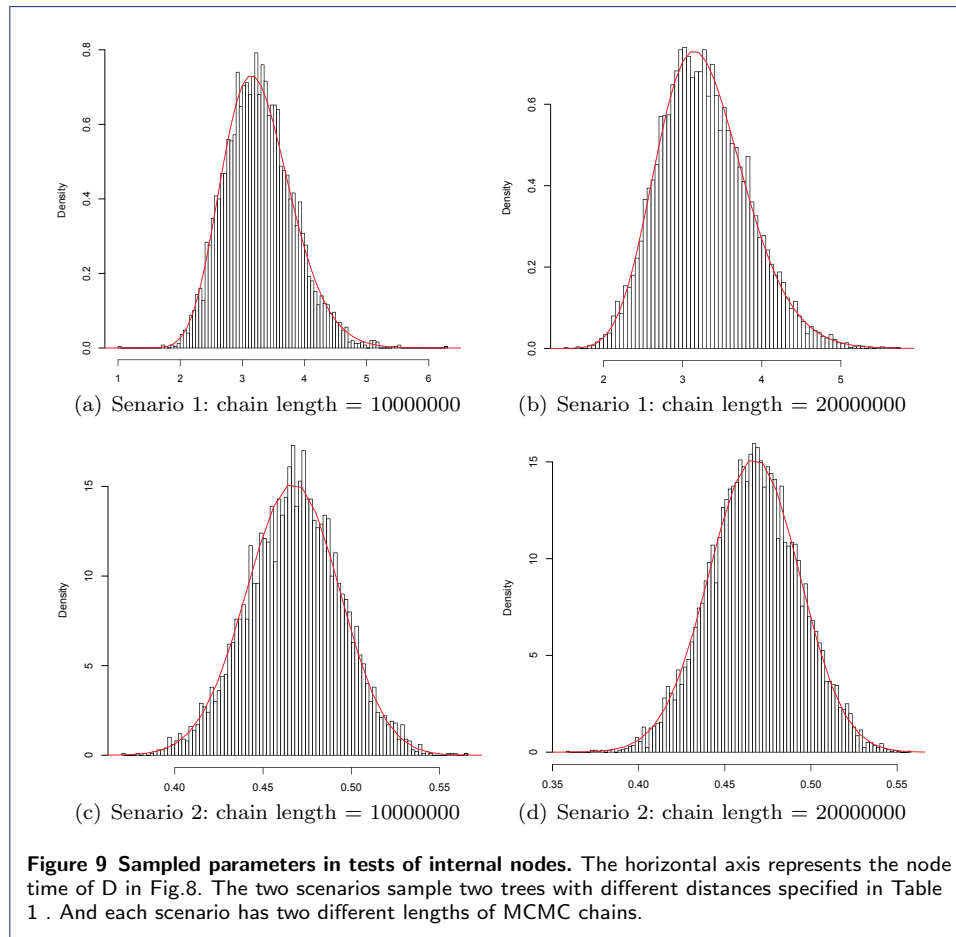 0.8
0.6
0.4
0.2
0.0
Density
1 2 3 4 5 6
(a) Senario 1: chain length = 10000000
0.6
0.4
0.2
0.0
Density
2 3 4 5
(b) Senario 1: chain length = 20000000
15
10
5
0
Density
0.40 0.45 0.50 0.55
(c) Senario 2: chain length = 10000000
15
10
5
0
Density
0.35 0.40 0.45 0.50 0.55
(d) Senario 2: chain length = 20000000
Figure 9 Sampled parameters in tests of internal nodes. The horizontal axis represents the node
time of D in Fig.8. The two scenarios sample two trees with different distances specified in Table
1 . And each scenario has two different lengths of MCMC chains.